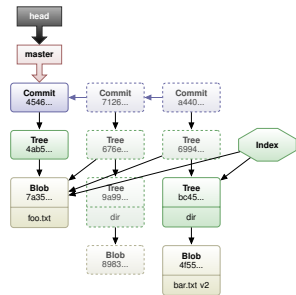 head
master
Commit
4546...
Commit
7126...
Commit
a440...
Tree
4ab5...
Tree
676e...
Tree
6994...
Index
Blob
7a35...
foo.txt
Tree
9a99...
dir
Tree
bc45...
dir
Blob
8983...
Blob
4f55...
bar.txt v2